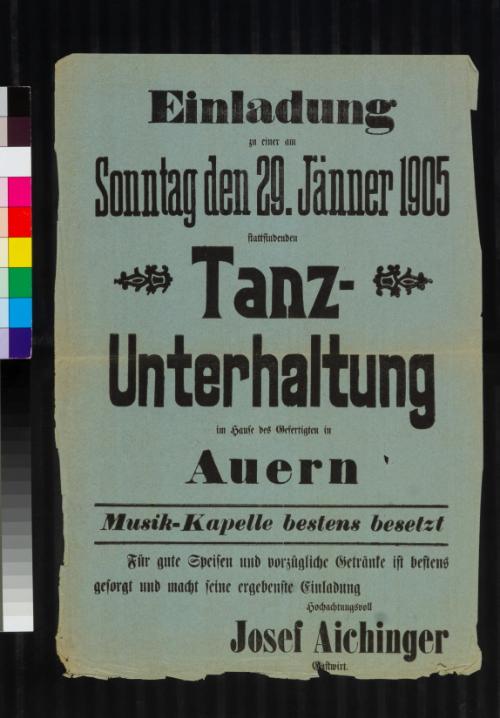 Einladung
zu einer am
Sonntag den 29. Jänner 1905
stattfindenden
Tanz-
Unterhaltung
im Hause des Gefertigten in
Auern
Musik-Kapelle bestens besetzt
Für gute Speisen und vorzügliche Getränke ist bestens
gesorgt und macht seine ergebenste Einladung
Hochachtungsvoll
Josef Aichinger
Gastwirt.